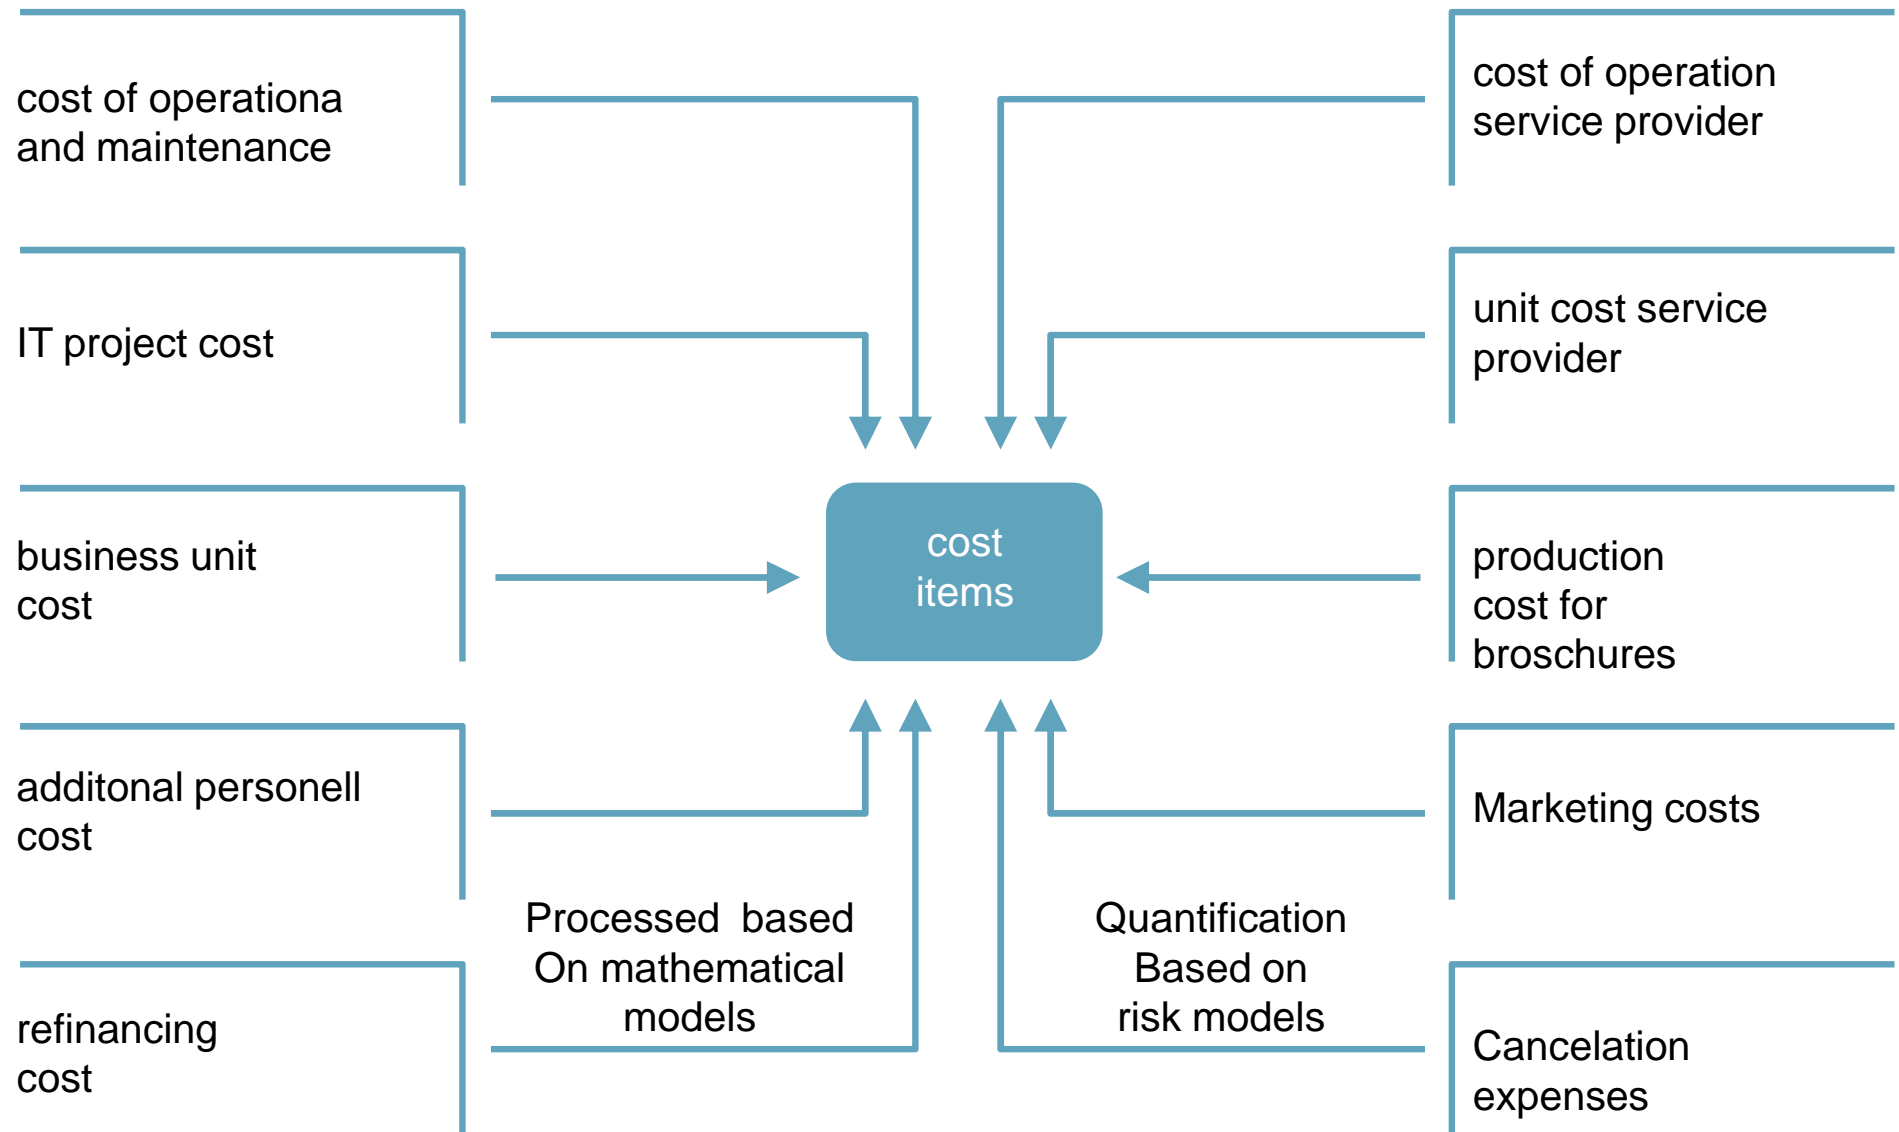 cost of operationa
and maintenance
IT project cost
business unit
cost
additonal personell
cost
refinancing
cost
Processed  based
On mathematical
models
cost
items
Quantification
Based on
risk models
cost of operation
service provider
unit cost service
provider
production
cost for
broschures
Marketing costs
Cancelation
expenses